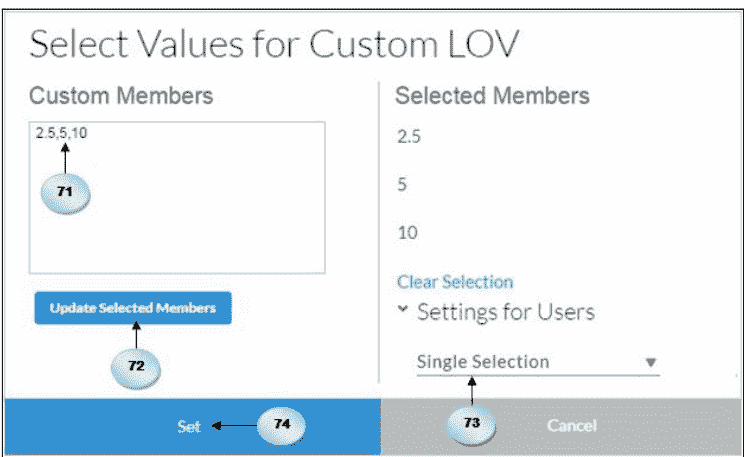 Select Values for Custom LOV
Custom Members
2.5,5,10
71
Update Selected Members
72
Selected Members
2.5
5
10
Clear Selection
Settings for Users
Single Selection
73
Set
74
Cancel